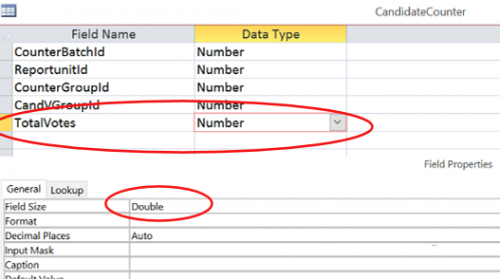 CandidateCounter
Field Name Data Type
CounterBatchId Number
ReportunitId Number
CounterGroupId Number
CandVGroupId Number
TotalVotes Number
Field Properties
General Lookup
Field Size Double
Format
Decimal Places Auto
Input Mask
Caption
Default Value